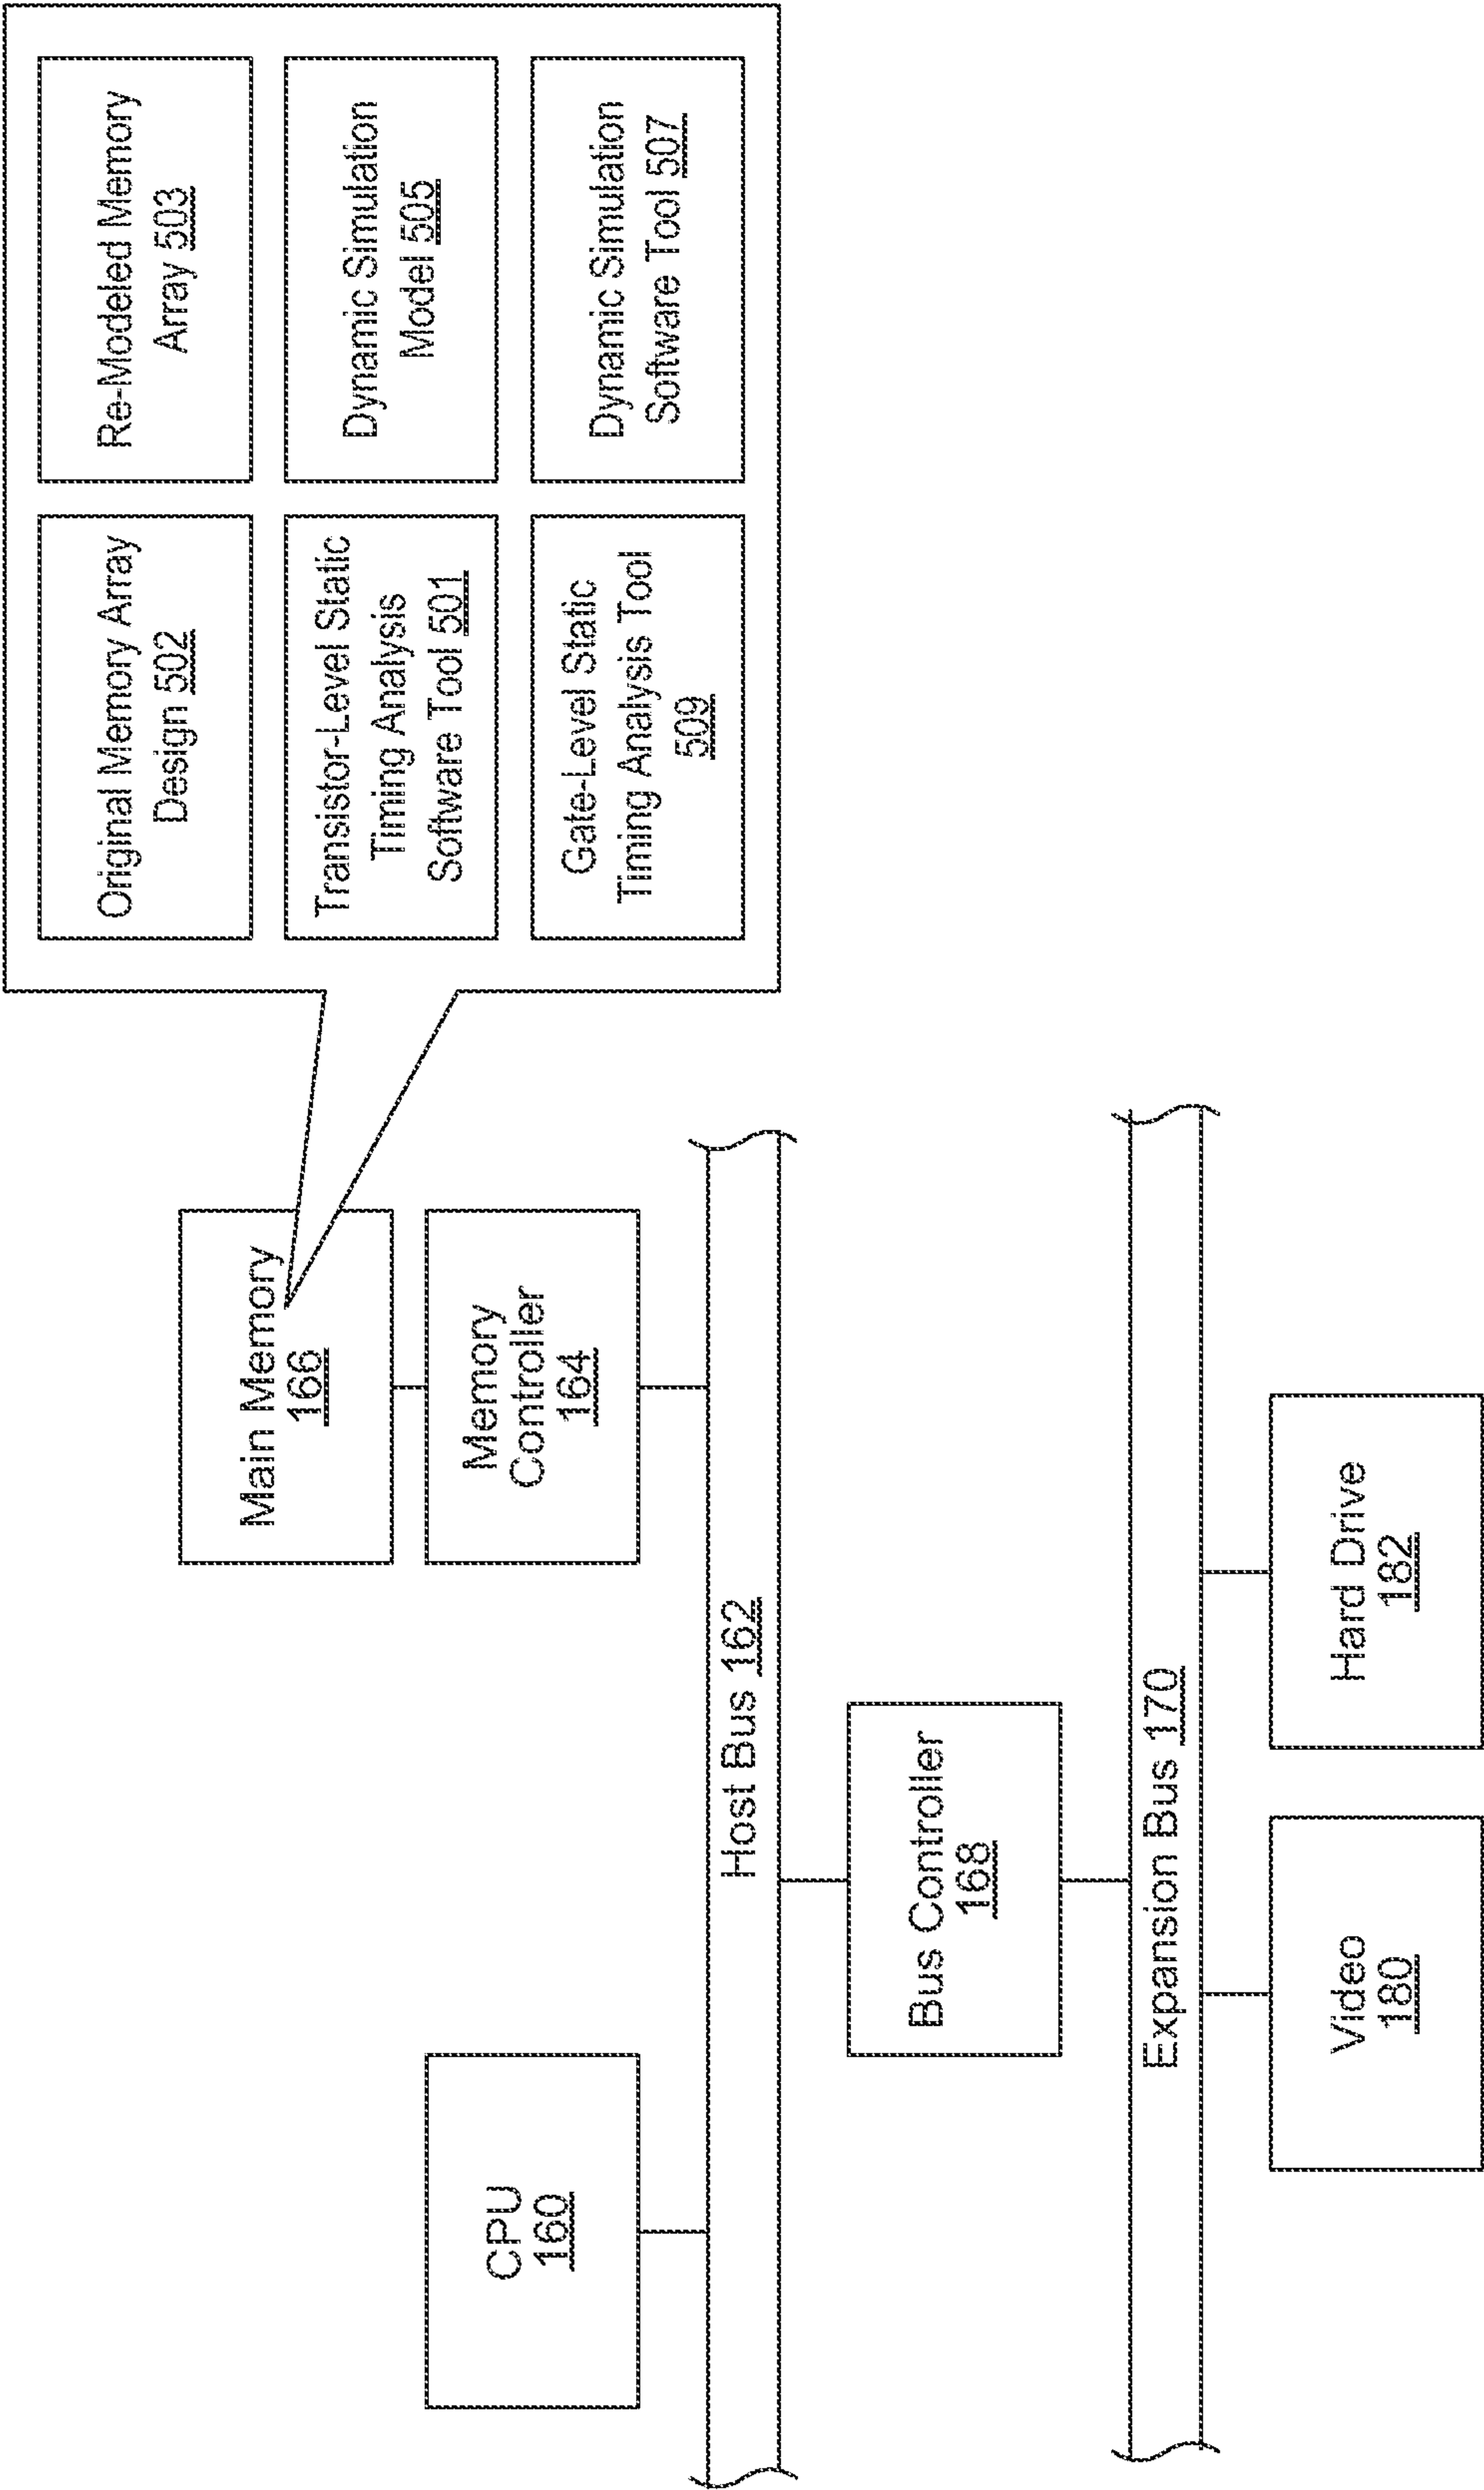 Original Memory Array
Design 502
Re-Modeled Memory
Array 503
Transistor-Level Static
Timing Analysis
Software Tool 501
Dynamic Simulation
Model 505
Gate-Level Static
Timing Analysis Tool
509
Dynamic Simulation
Software Tool 507
Main Memory
166
CPU
160
Memory
Controller
164
Host Bus 162
Bus Controller
168
Expansion Bus 170
Video
180
Hard Drive
182